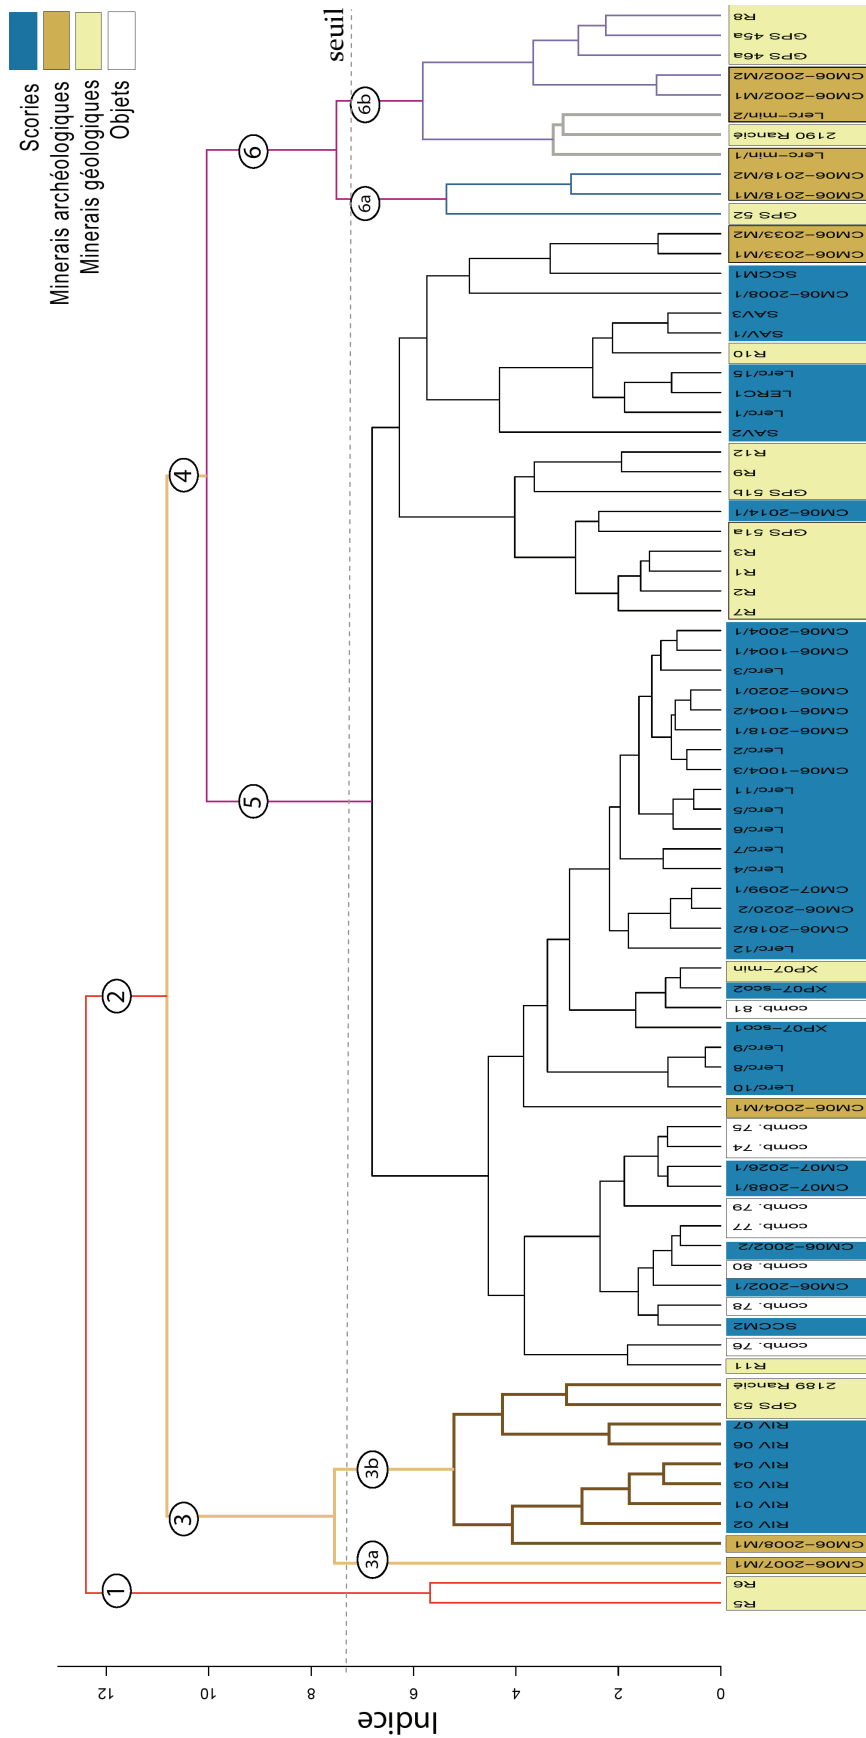 Scories
Minerais archéologiques
Minerais géologiques
Objets
seuil
1
2
3
3a
3b
4
5
6
6a
6b
R8
GPS 45a
GPS 46a
CM06-2002/M2
CM06-2002/M1
Lerc-min/2
2190 Rancié
Lerc-min/1
CM06-2018/M2
CM06-2018/M1
GPS 52
CM06-2033/M2
CM06-2033/M1
SCCM1
CM06-2008/1
SAV3
SAV/1
R10
Lerc/15
LERC1
Lerc/1
SAV2
R12
R9
GPS 51b
CM06-2014/1
GPS 51a
R3
R1
R2
R7
CM06-2004/1
CM06-1004/1
Lerc/3
CM06-2020/1
CM06-1004/2
CM06-2018/1
Lerc/2
CM06-1004/3
Lerc/11
Lerc/5
Lerc/6
Lerc/7
Lerc/4
CM07-2099/1
CM06-2020/2
CM06-2018/2
Lerc/12
XP07-min
XP07-sco2
comb. 81
XP07-sco1
Lerc/9
Lerc/8
Lerc/10
CM06-2004/M1
comb. 75
comb. 74
CM07-2026/1
CM07-2088/1
comb. 79
comb. 77
CM06-2002/2
comb. 80
CM06-2002/1
comb. 78
SCCM2
comb. 76
R11
2189 Rancié
GPS 53
RIV 07
RIV 06
RIV 04
RIV 03
RIV 01
RIV 02
CM06-2008/M1
CM06-2007/M1
R6
R5
12
10
8
6
4
2
0
Indice